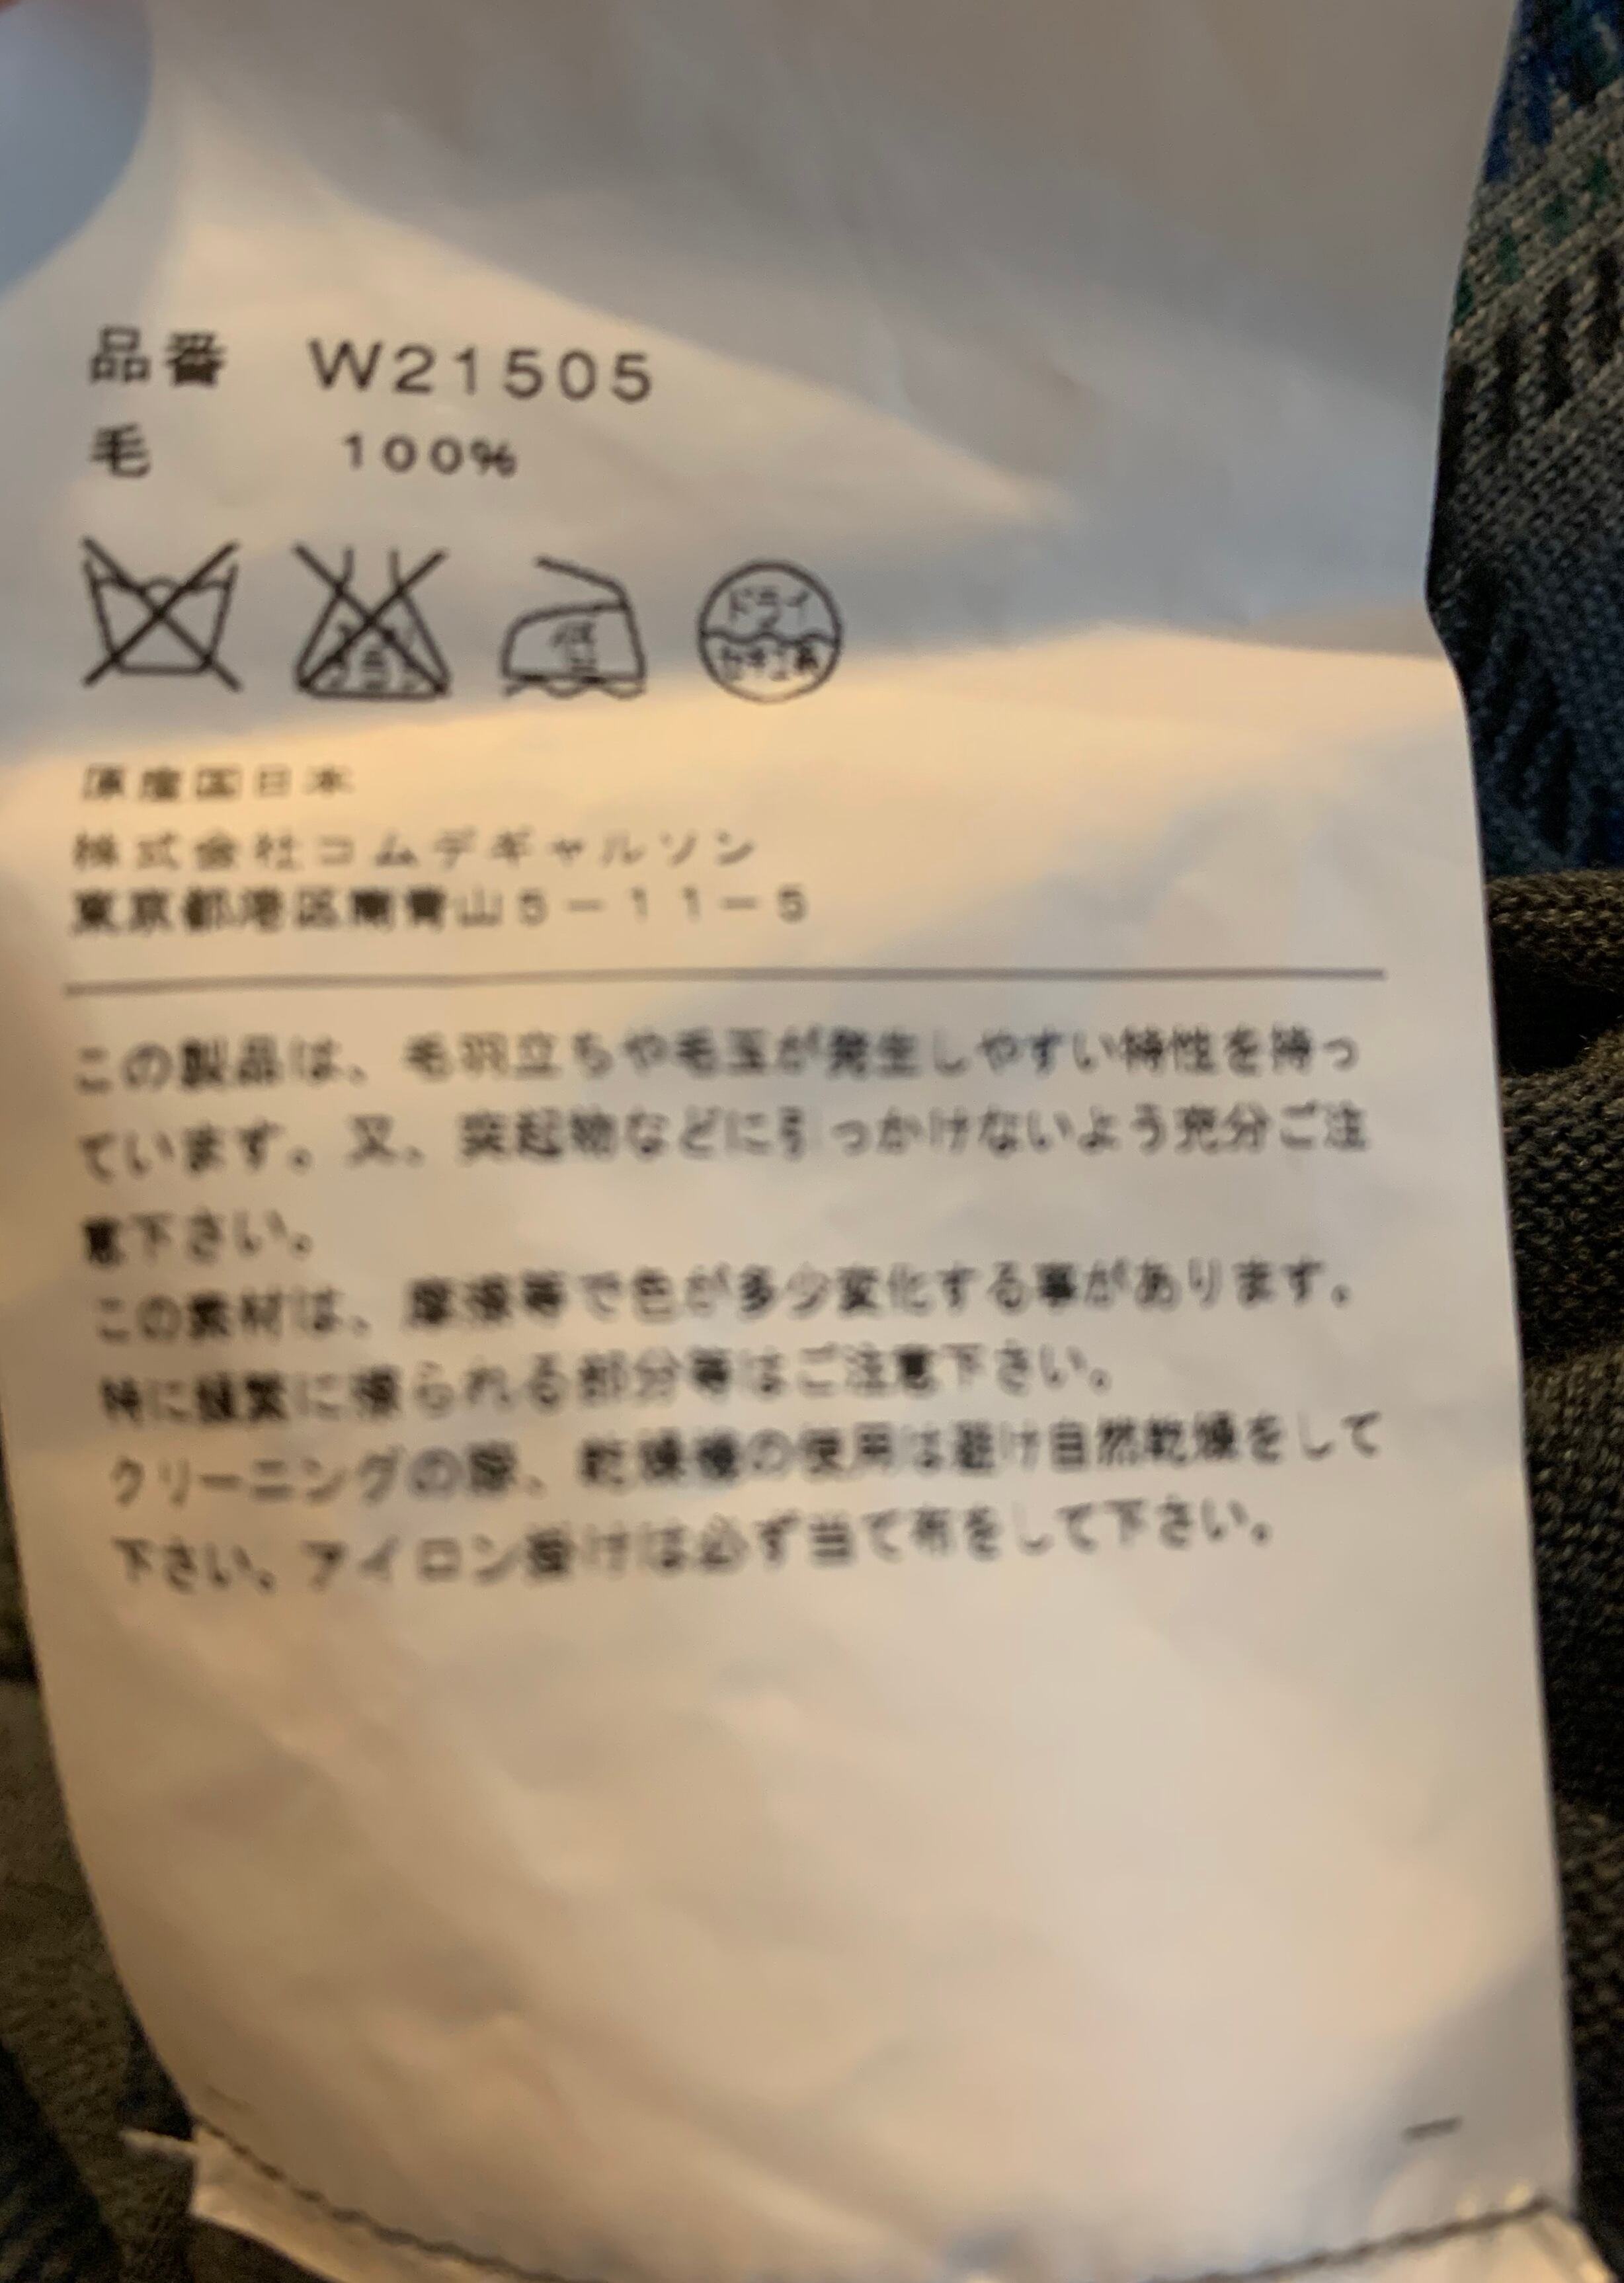 品番 W21505
毛 100%
低
ドライ
セキユ系
原産国日本
株式会社コムデギャルソン
東京都港区南青山5-11-5
この製品は、毛羽立ちや毛玉が発生しやすい特性を持っ
ています。又、突起物などに引っかけないよう充分ご注
意下さい。
この素材は、摩擦等で色が多少変化する事があります。
特に頻繁に擦られる部分等はご注意下さい。
クリーニングの際、乾燥機の使用は避け自然乾燥をして
下さい。アイロン掛けは必ず当て布をして下さい。